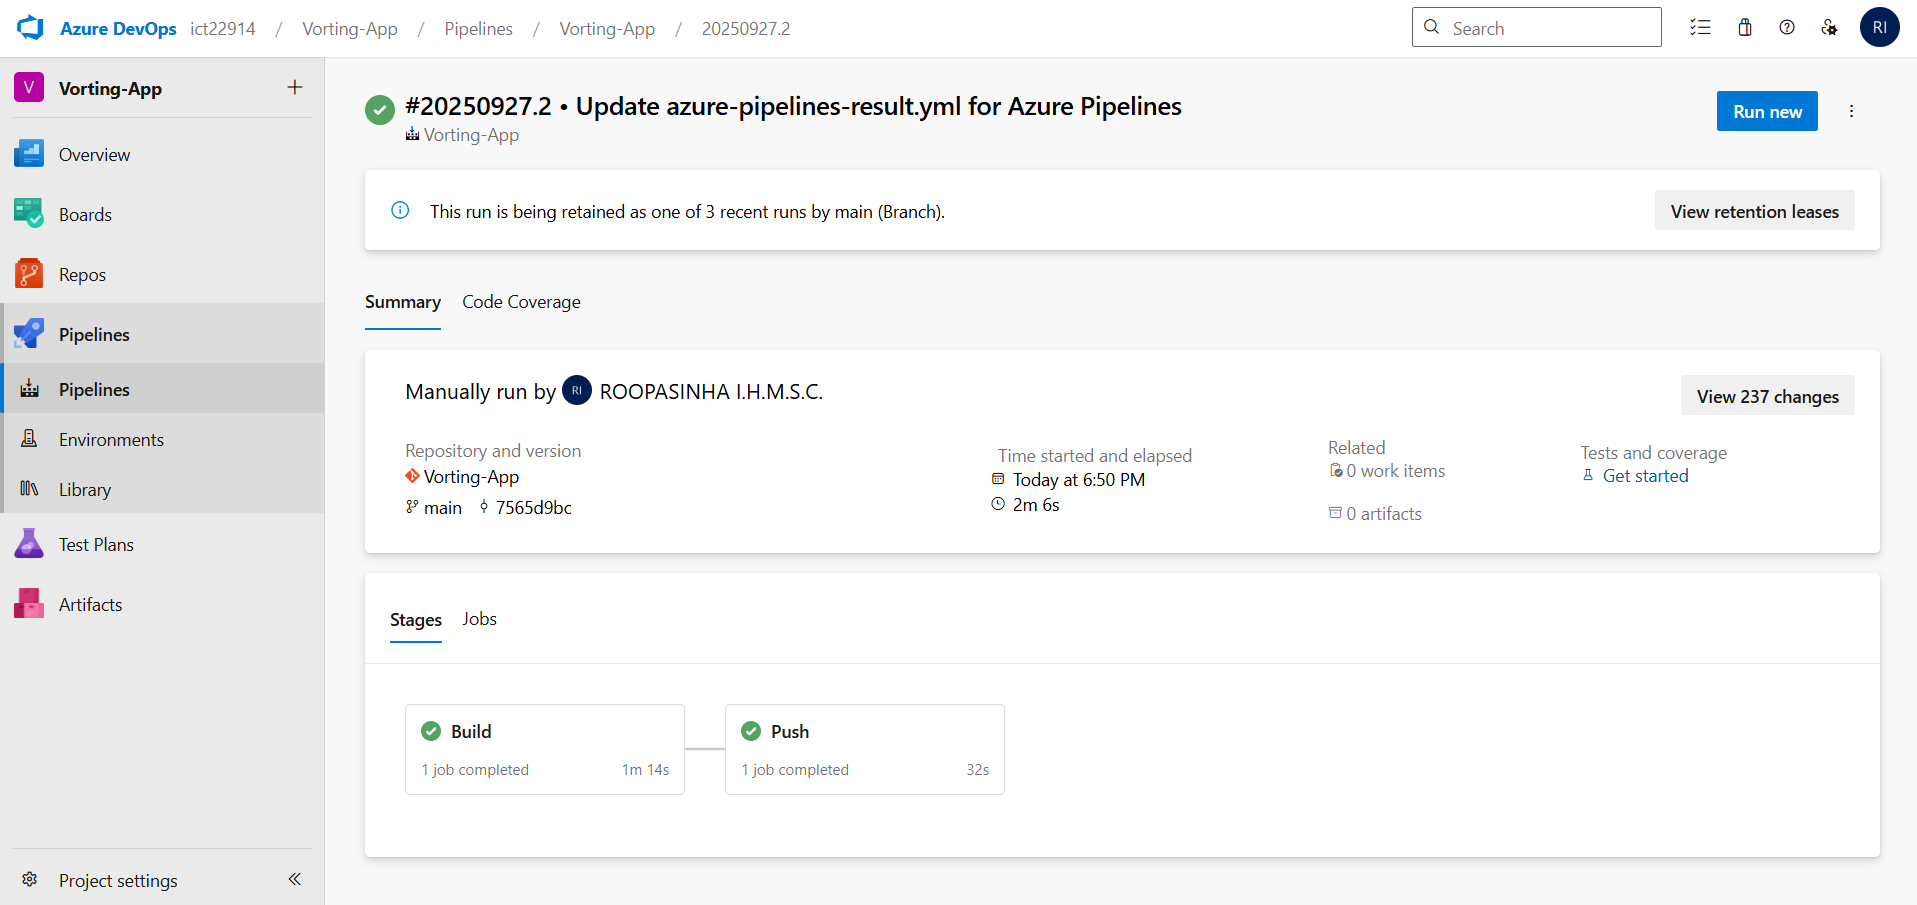 Azure DevOps ict22914 / Vorting-App / Pipelines / Vorting-App / 20250927.2
Search
RI
V Vorting-App
Overview
Boards
Repos
Pipelines
Pipelines
Environments
Library
Test Plans
Artifacts
Project settings
#20250927.2 • Update azure-pipelines-result.yml for Azure Pipelines
Vorting-App
Run new
This run is being retained as one of 3 recent runs by main (Branch).
View retention leases
Summary Code Coverage
Manually run by RI ROOPASINHA I.H.M.S.C.
View 237 changes
Repository and version
Vorting-App
main 7565d9bc
Time started and elapsed
Today at 6:50 PM
2m 6s
Related
0 work items
0 artifacts
Tests and coverage
Get started
Stages Jobs
Build
1 job completed 1m 14s
Push
1 job completed 32s